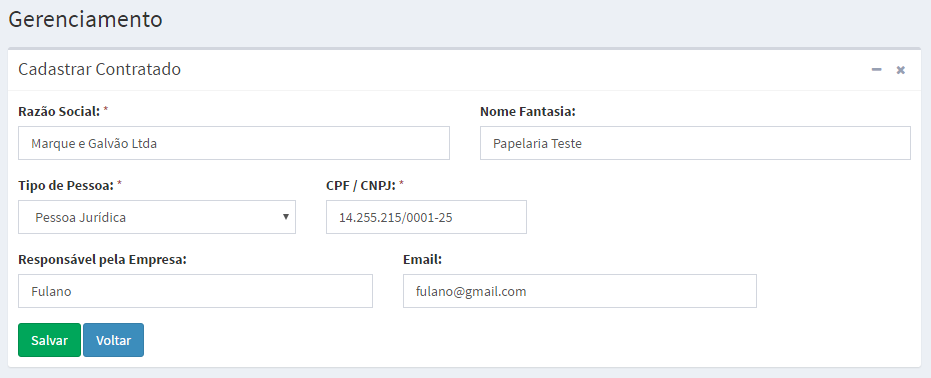 Gerenciamento
Cadastrar Contratado
Razão Social: * Nome Fantasia:
Marque e Galvão Ltda Papelaria Teste
Tipo de Pessoa: * CPF / CNPJ: *
Pessoa Jurídica 14.255.215/0001-25
Responsável pela Empresa: Email:
Fulano fulano@gmail.com
Salvar Voltar